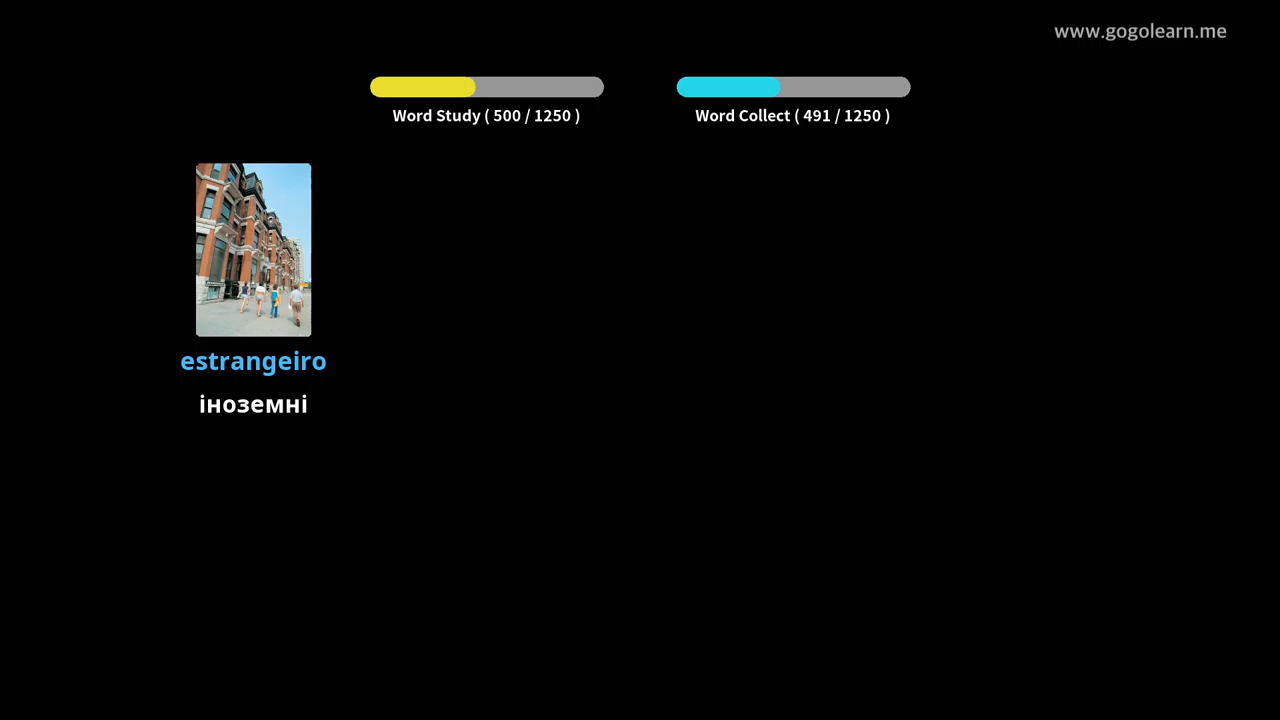 www.gogolearn.me
Word Study ( 500 / 1250 )
Word Collect ( 491 / 1250 )
estrangeiro
іноземні